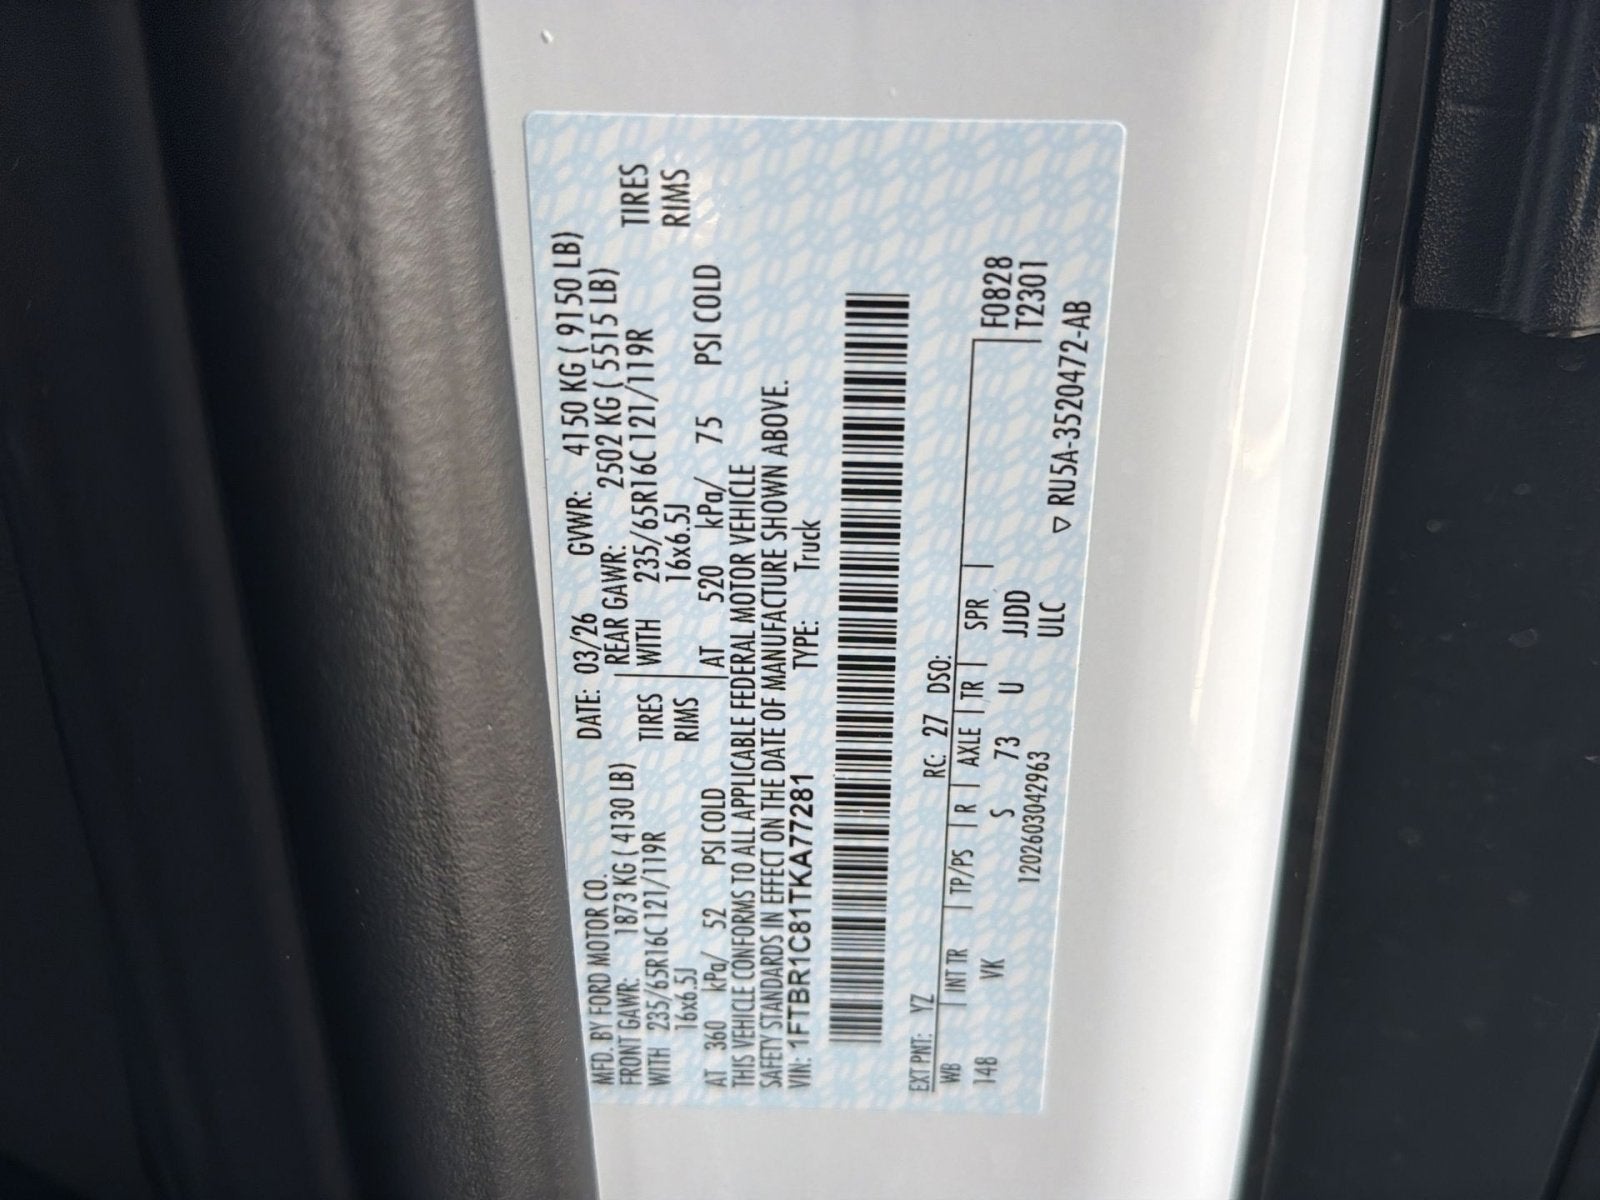 MFD. BY FORD MOTOR CO. DATE: 03/26 GVWR: 4150 KG ( 9150 LB)
FRONT GAWR: 1873 KG ( 4130 LB) REAR GAWR: 2502 KG ( 5515 LB)
WITH 235/65R16C 121/119R TIRES WITH 235/65R16C 121/119R TIRES
16x6.5J RIMS 16x6.5J RIMS
AT 360 kPa/ 52 PSI COLD AT 520 kPa/ 75 PSI COLD
THIS VEHICLE CONFORMS TO ALL APPLICABLE FEDERAL MOTOR VEHICLE
SAFETY STANDARDS IN EFFECT ON THE DATE OF MANUFACTURE SHOWN ABOVE.
VIN: 1FTBR1C81TKA77281 TYPE: Truck
EXT PNT: YZ RC: 27 DSO:
WB INT TR TP/PS R AXLE TR SPR F0828
148 VK S 73 U JJDD T2301
1202603042963 ULC
▽ RU5A-3520472-AB